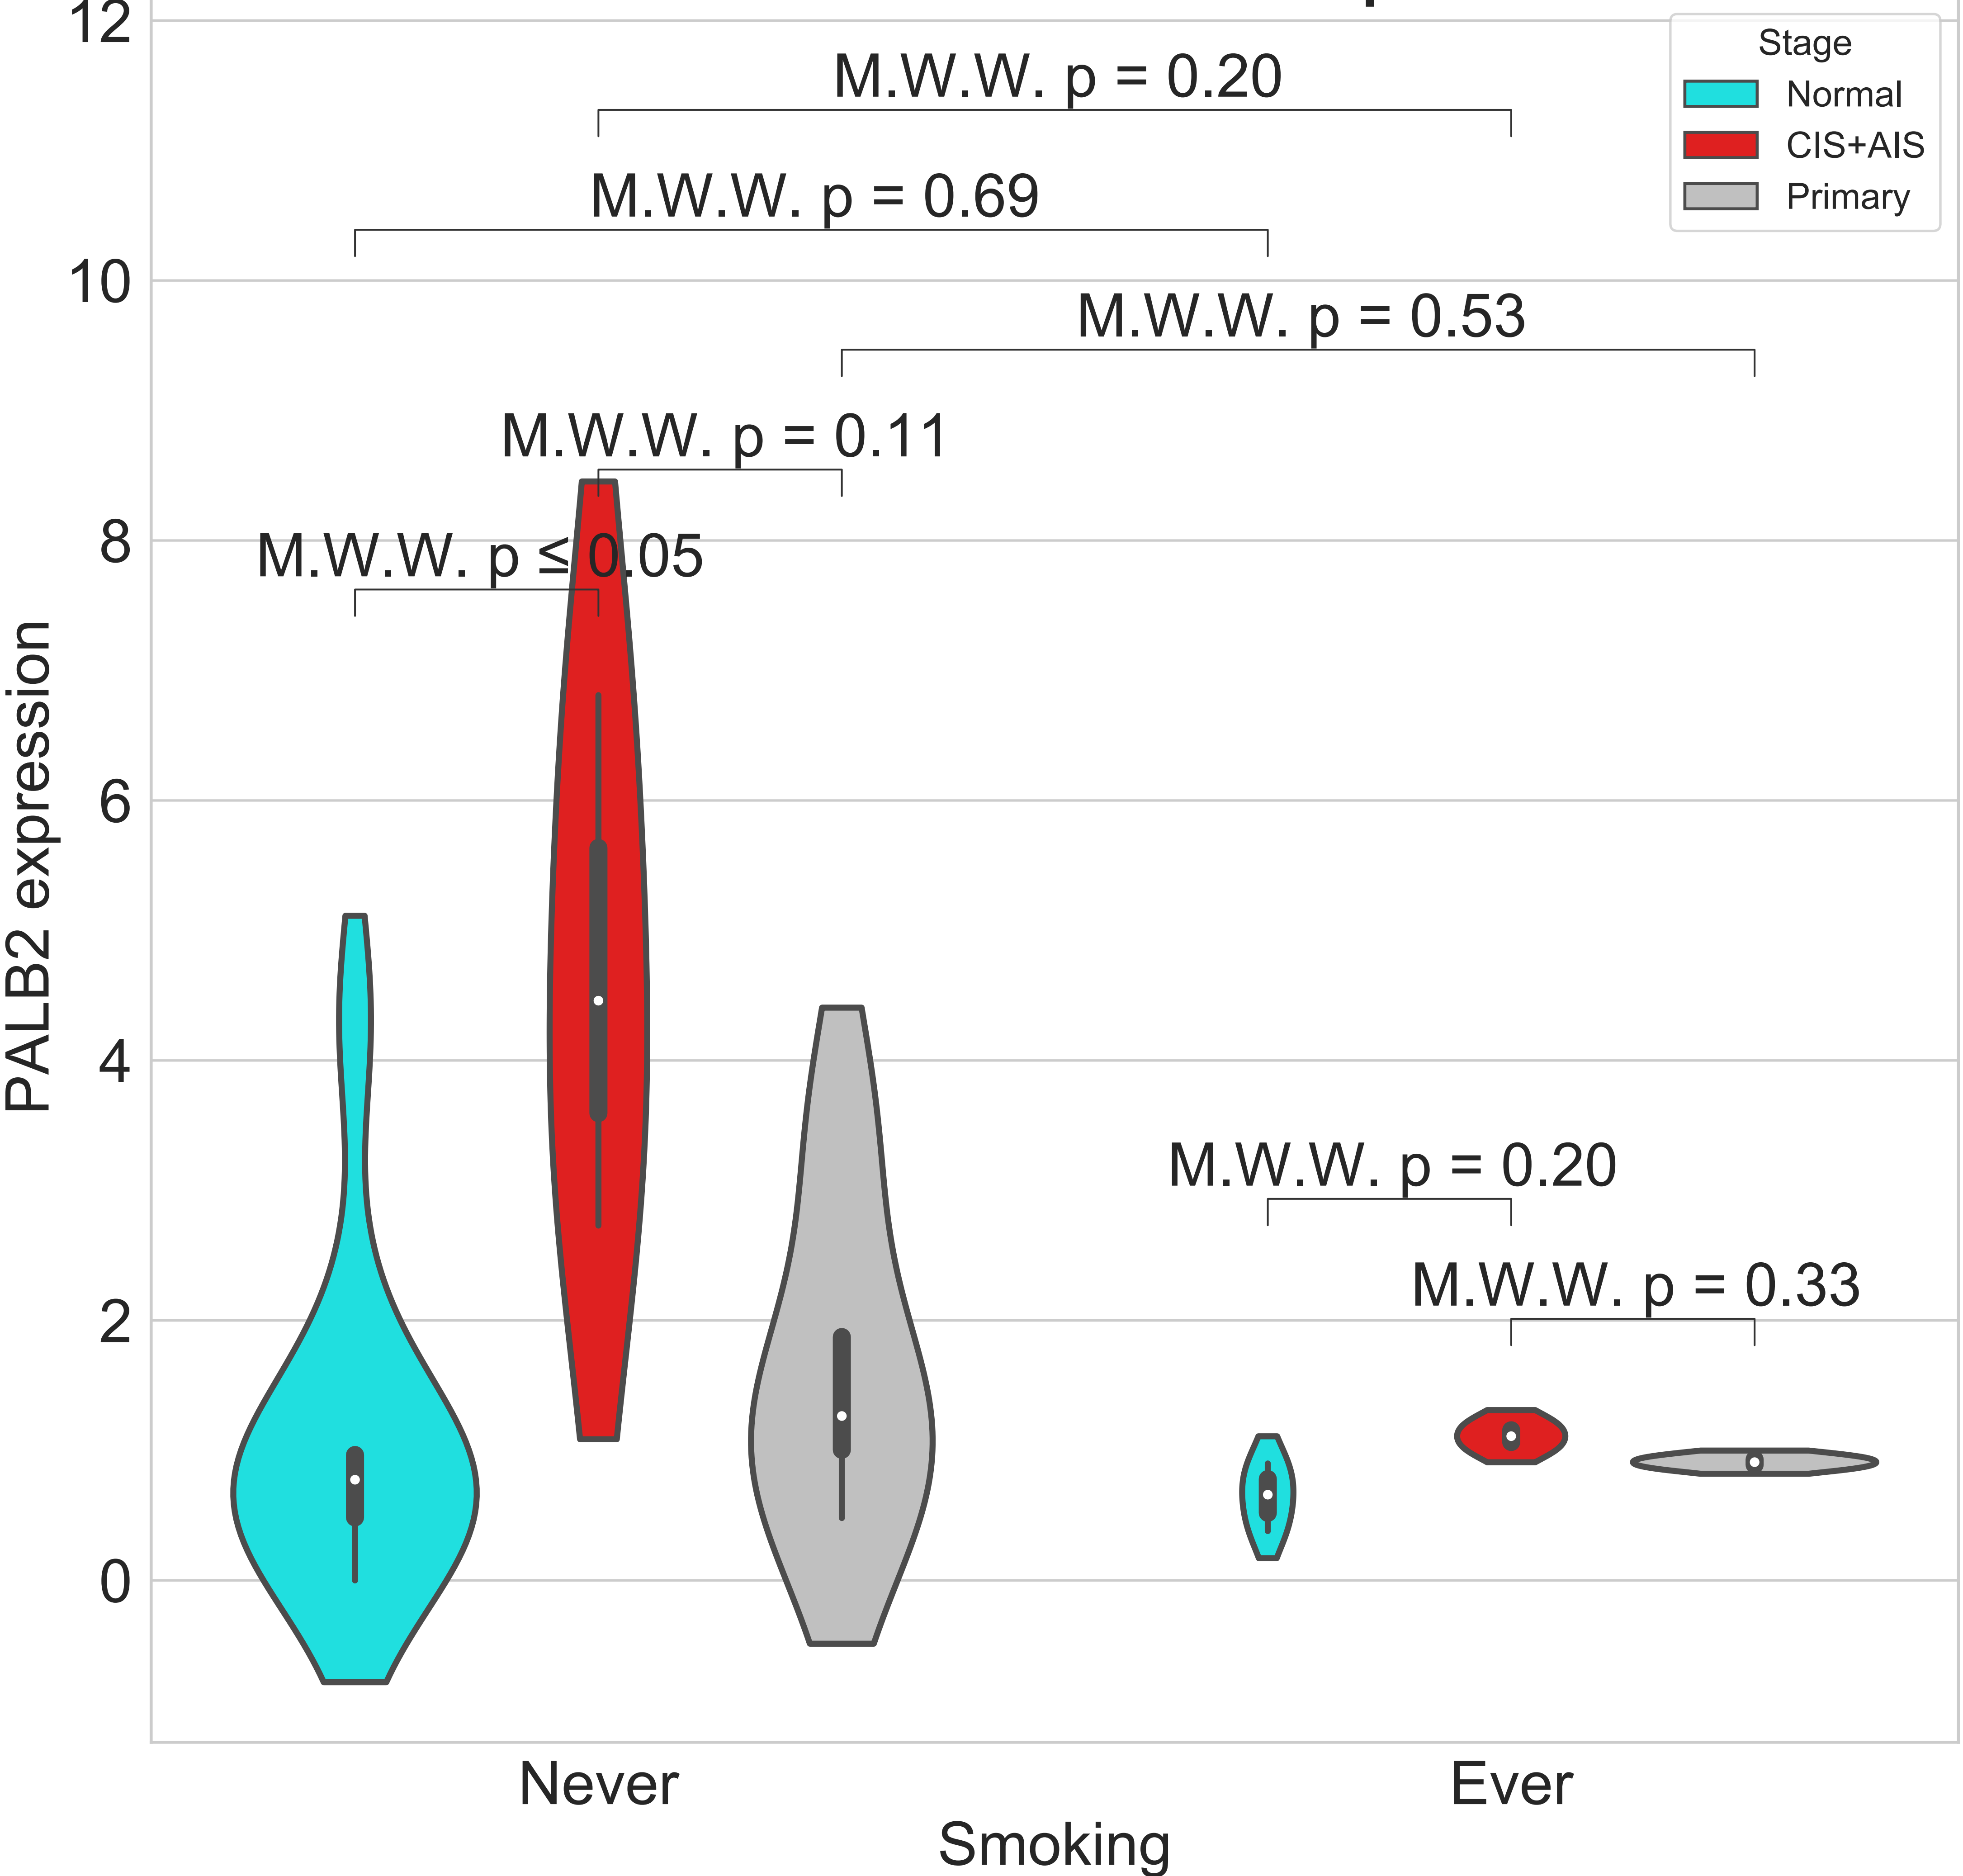 12
M.W.W. p = 0.20
Stage
Normal
CIS+AIS
Primary
M.W.W. p = 0.69
10
M.W.W. p = 0.53
M.W.W. p = 0.11
8
M.W.W. p ≤ 0.05
6
PALB2 expression
4
M.W.W. p = 0.20
M.W.W. p = 0.33
2
0
Never
Ever
Smoking